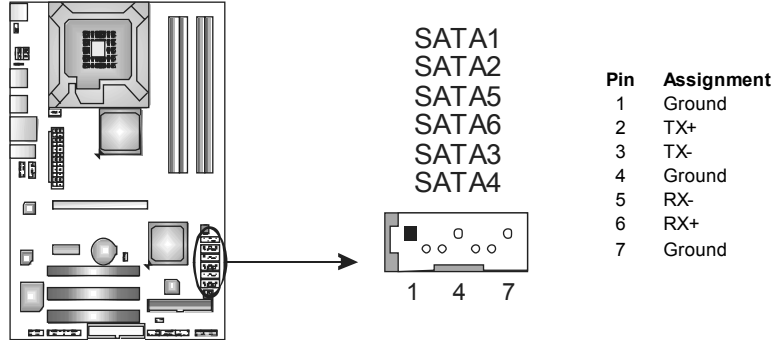 SATA1
SATA2
SATA5
SATA6
SATA3
SATA4
1 4 7
Pin Assignment
1 Ground
2 TX+
3 TX-
4 Ground
5 RX-
6 RX+
7 Ground